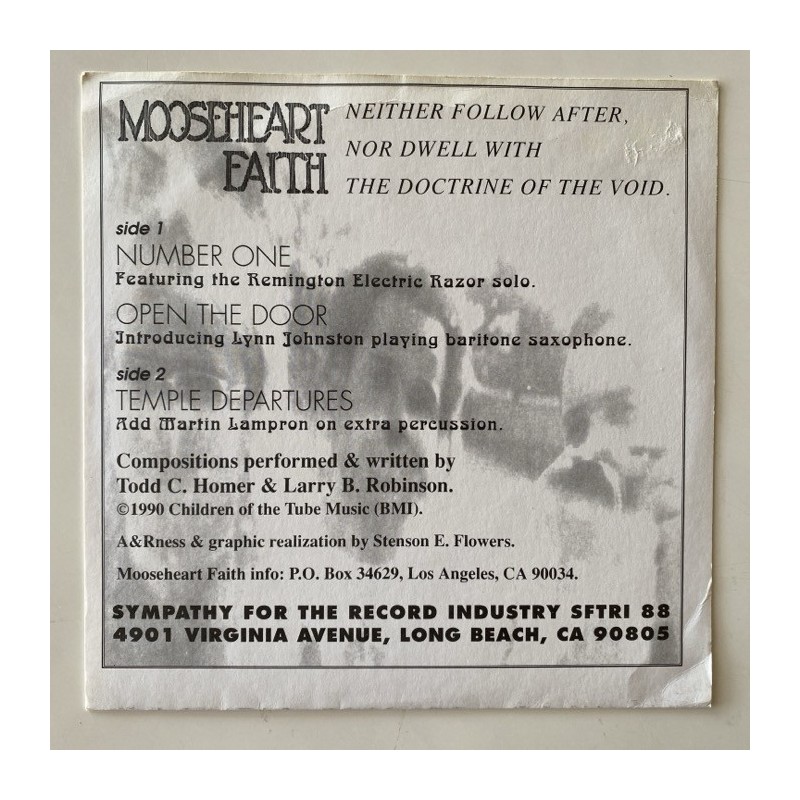 MOOSEHEART
FAITH
NEITHER FOLLOW AFTER,
NOR DWELL WITH
THE DOCTRINE OF THE VOID.
side 1
NUMBER ONE
Featuring the Remington Electric Razor solo.
OPEN THE DOOR
Introducing Lynn Johnston playing baritone saxophone.
side 2
TEMPLE DEPARTURES
Add Martin Lampron on extra percussion.
Compositions performed & written by
Todd C. Homer & Larry B. Robinson.
©1990 Children of the Tube Music (BMI).
A&Rness & graphic realization by Stenson E. Flowers.
Mooseheart Faith info: P.O. Box 34629, Los Angeles, CA 90034.
SYMPATHY FOR THE RECORD INDUSTRY SFTRI 88
4901 VIRGINIA AVENUE, LONG BEACH, CA 90805